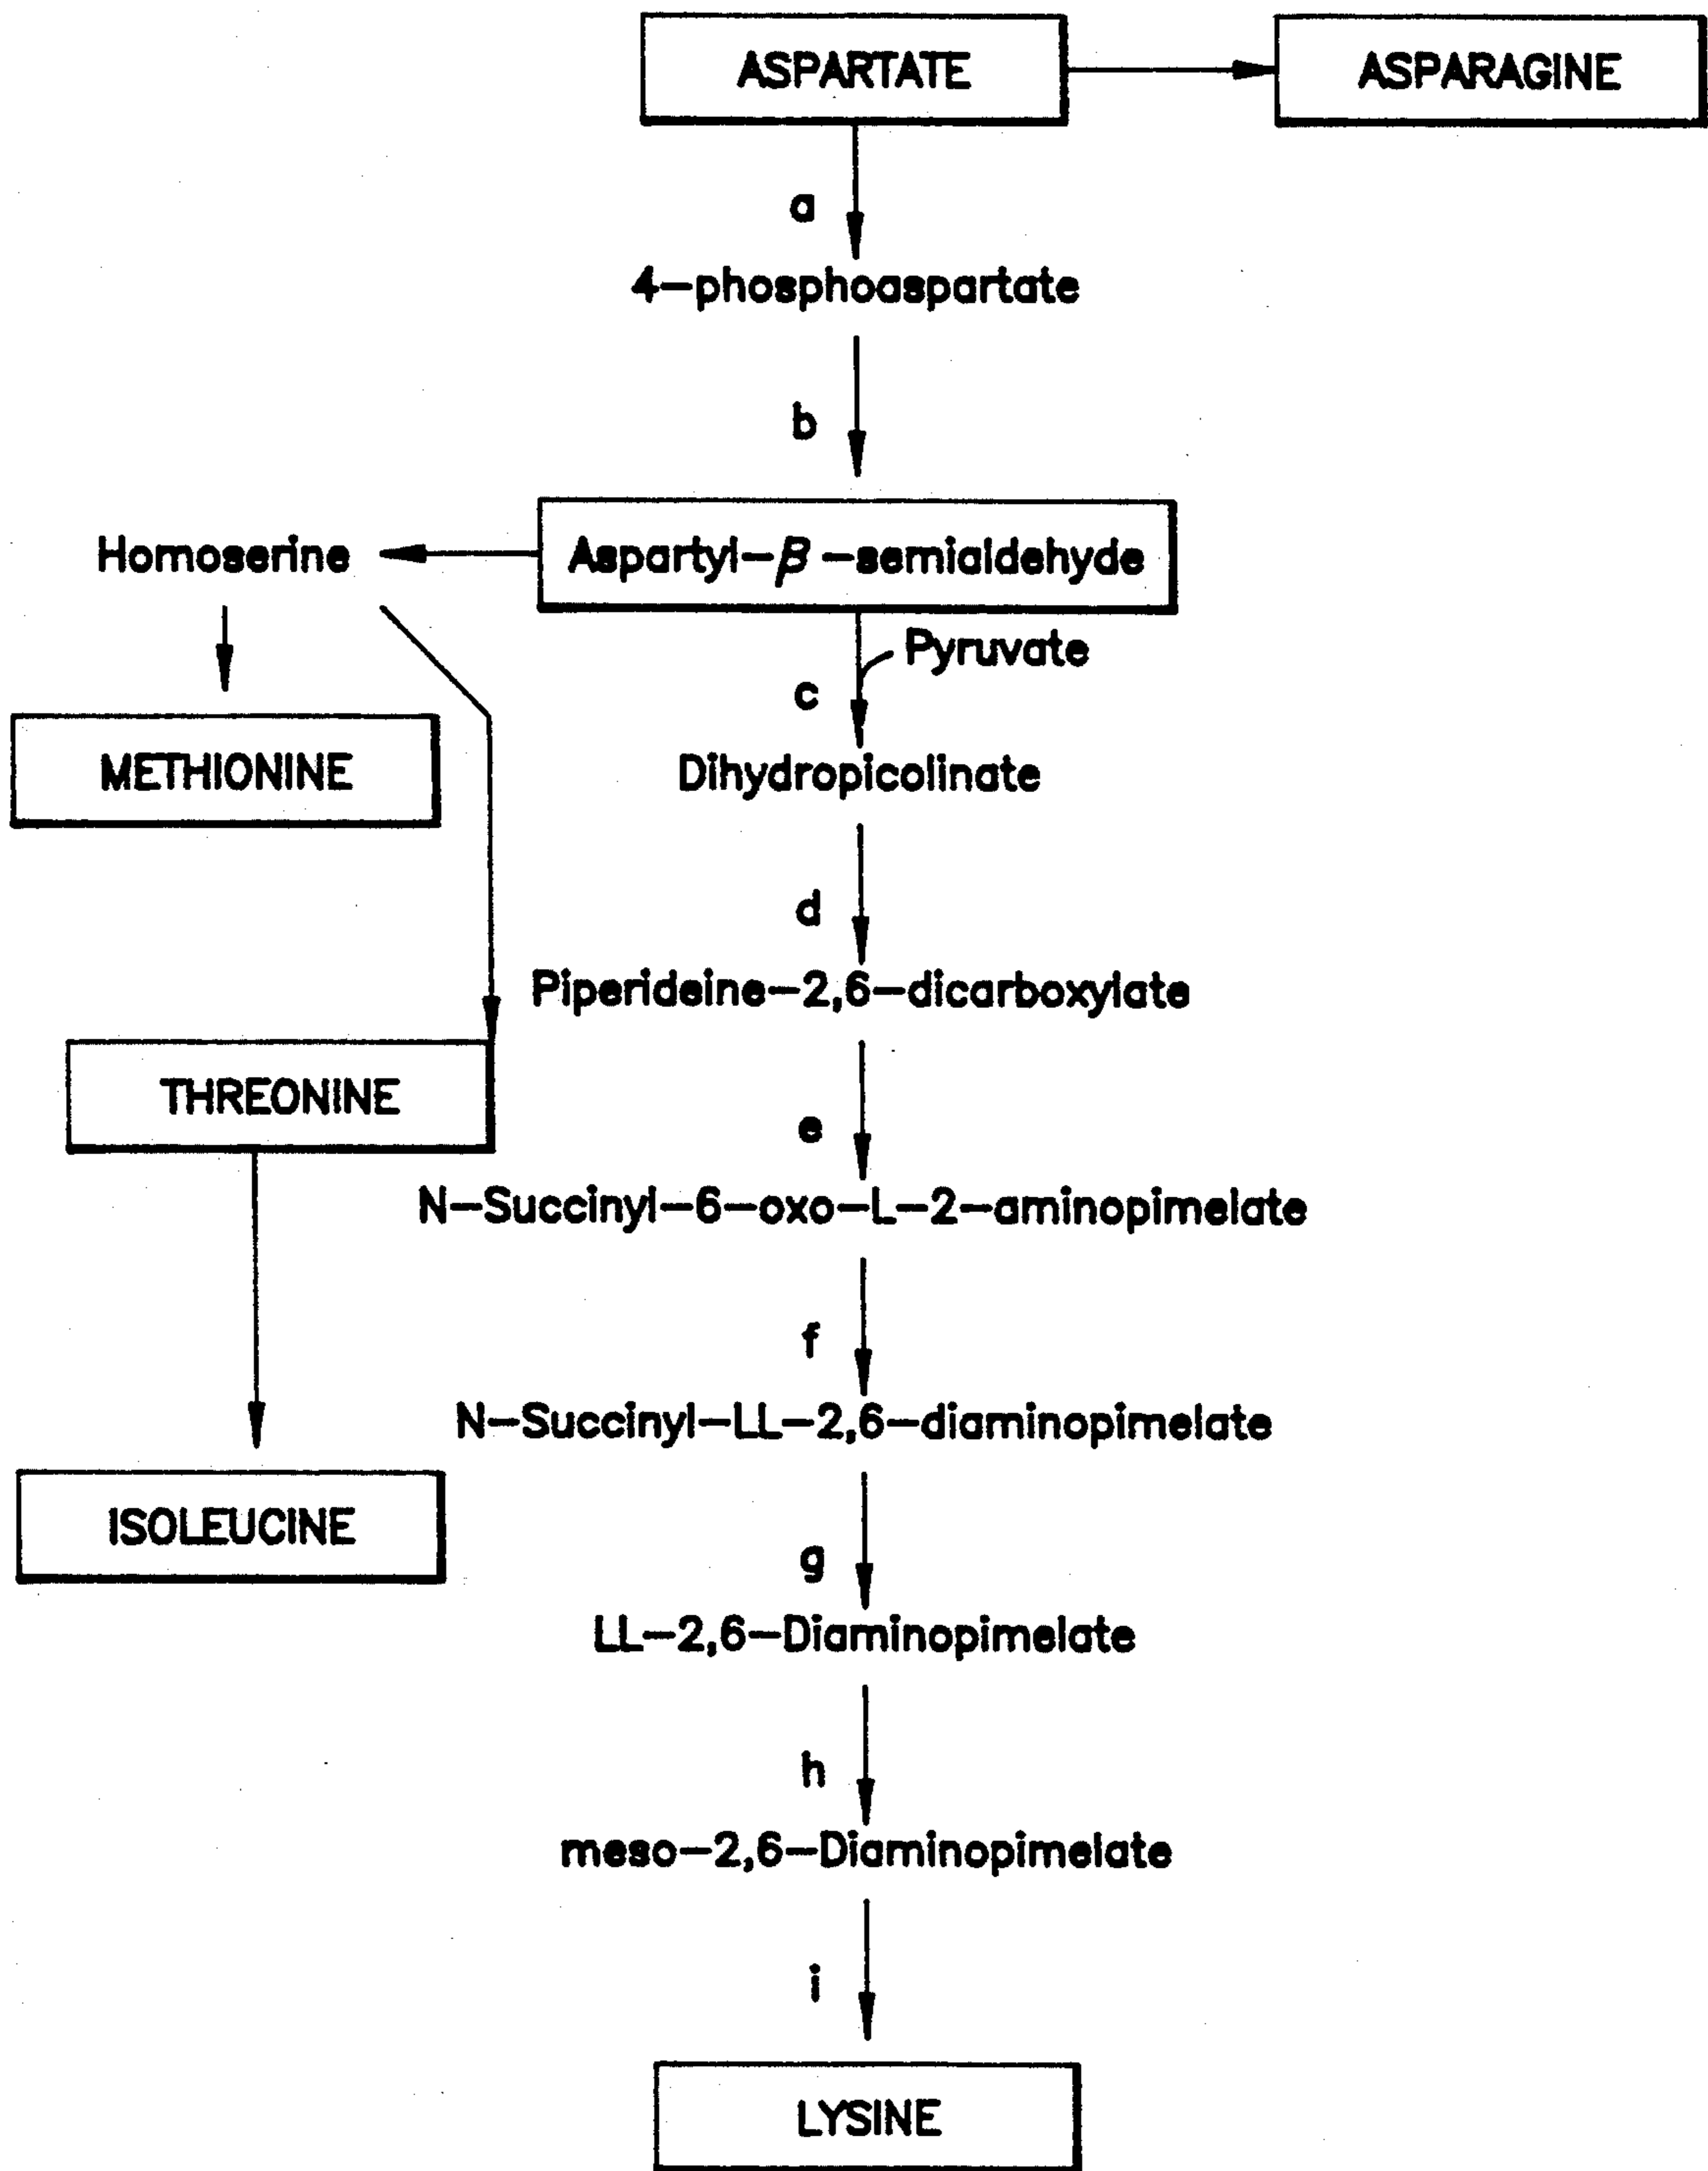 ASPARTATE
ASPARAGINE
a
4-phosphoaspartate
b
Homoserine
Aspartyl-β-semialdehyde
Pyruvate
c
METHIONINE
Dihydropicolinate
d
Piperideine-2,6-dicarboxylate
THREONINE
e
N-Succinyl-6-oxo-L-2-aminopimelate
f
N-Succinyl-LL-2,6-diaminopimelate
ISOLEUCINE
g
LL-2,6-Diaminopimelate
h
meso-2,6-Diaminopimelate
i
LYSINE